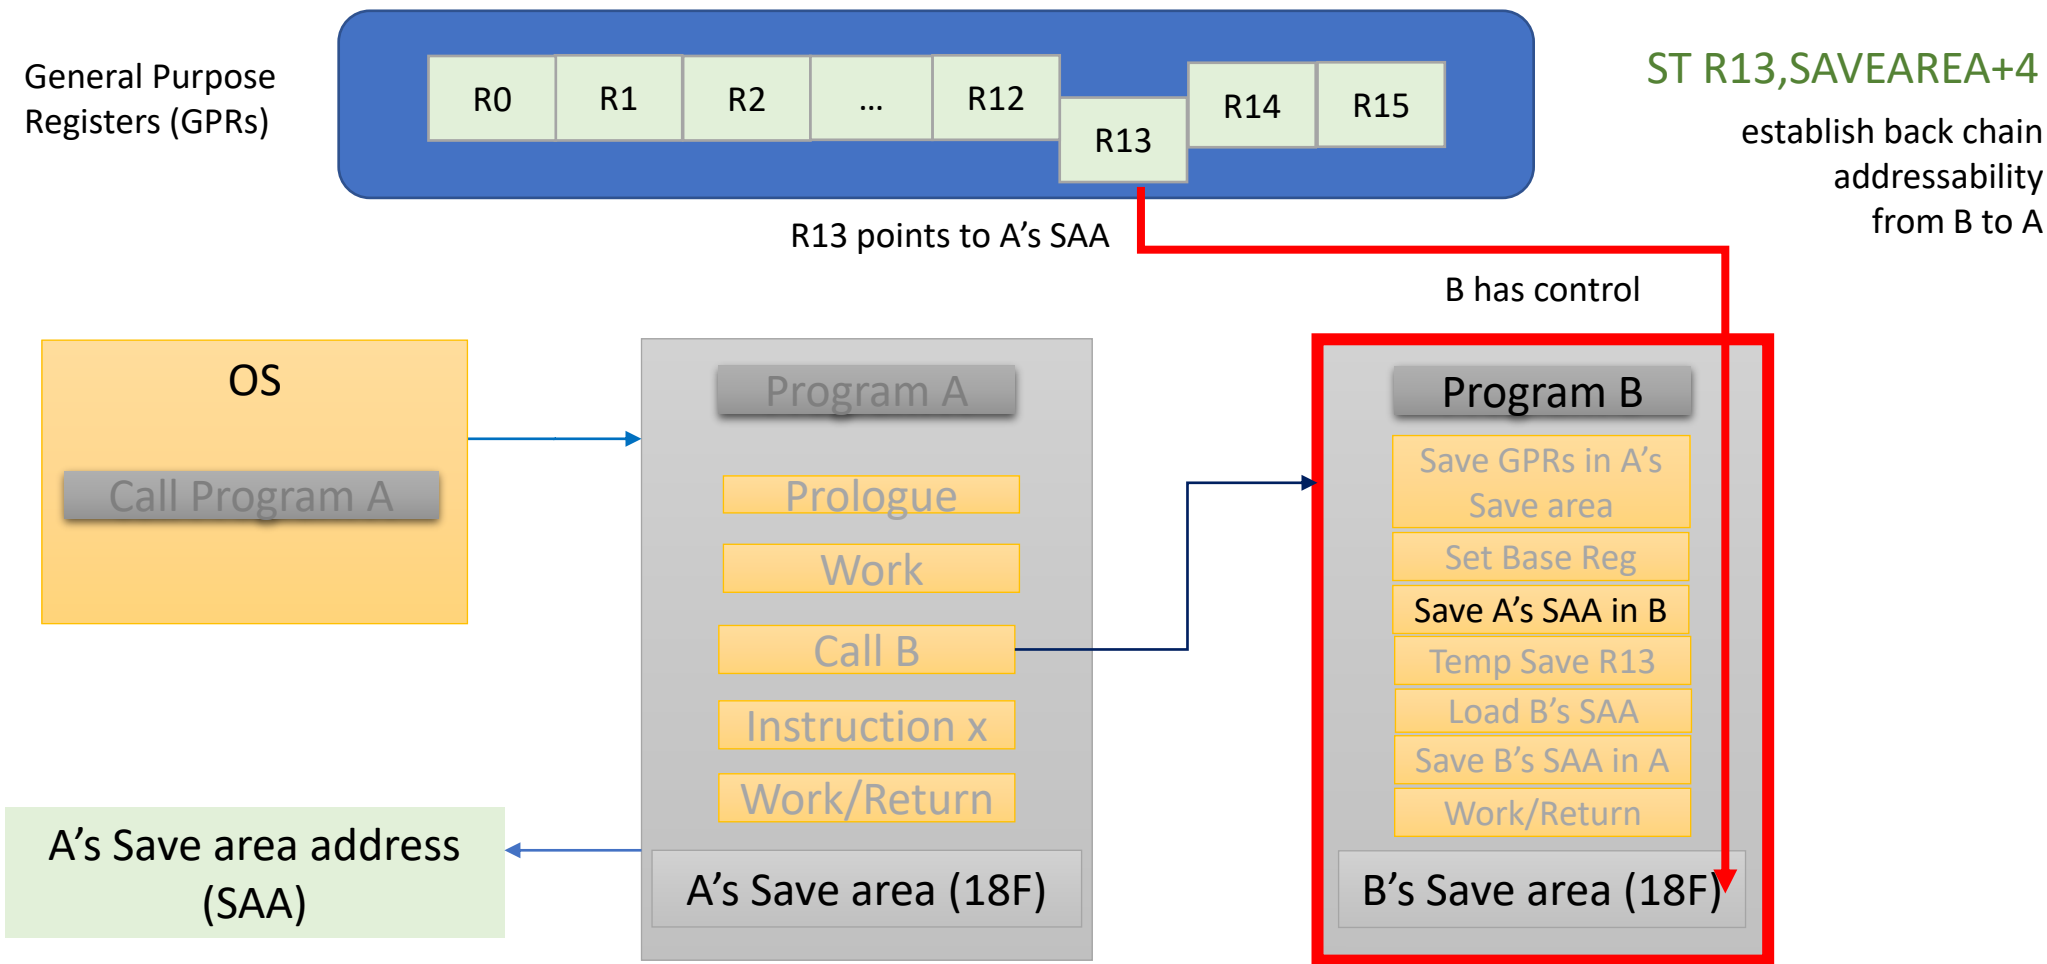 General Purpose
Registers (GPRs)
R0 R1 R2 ... R12 R13 R14 R15
ST R13,SAVEAREA+4
establish back chain
addressability
from B to A
R13 points to A’s SAA
B has control
OS
Call Program A
Program A
Prologue
Work
Call B
Instruction x
Work/Return
A’s Save area (18F)
A’s Save area address
(SAA)
Program B
Save GPRs in A’s
Save area
Set Base Reg
Save A’s SAA in B
Temp Save R13
Load B’s SAA
Save B’s SAA in A
Work/Return
B’s Save area (18F)